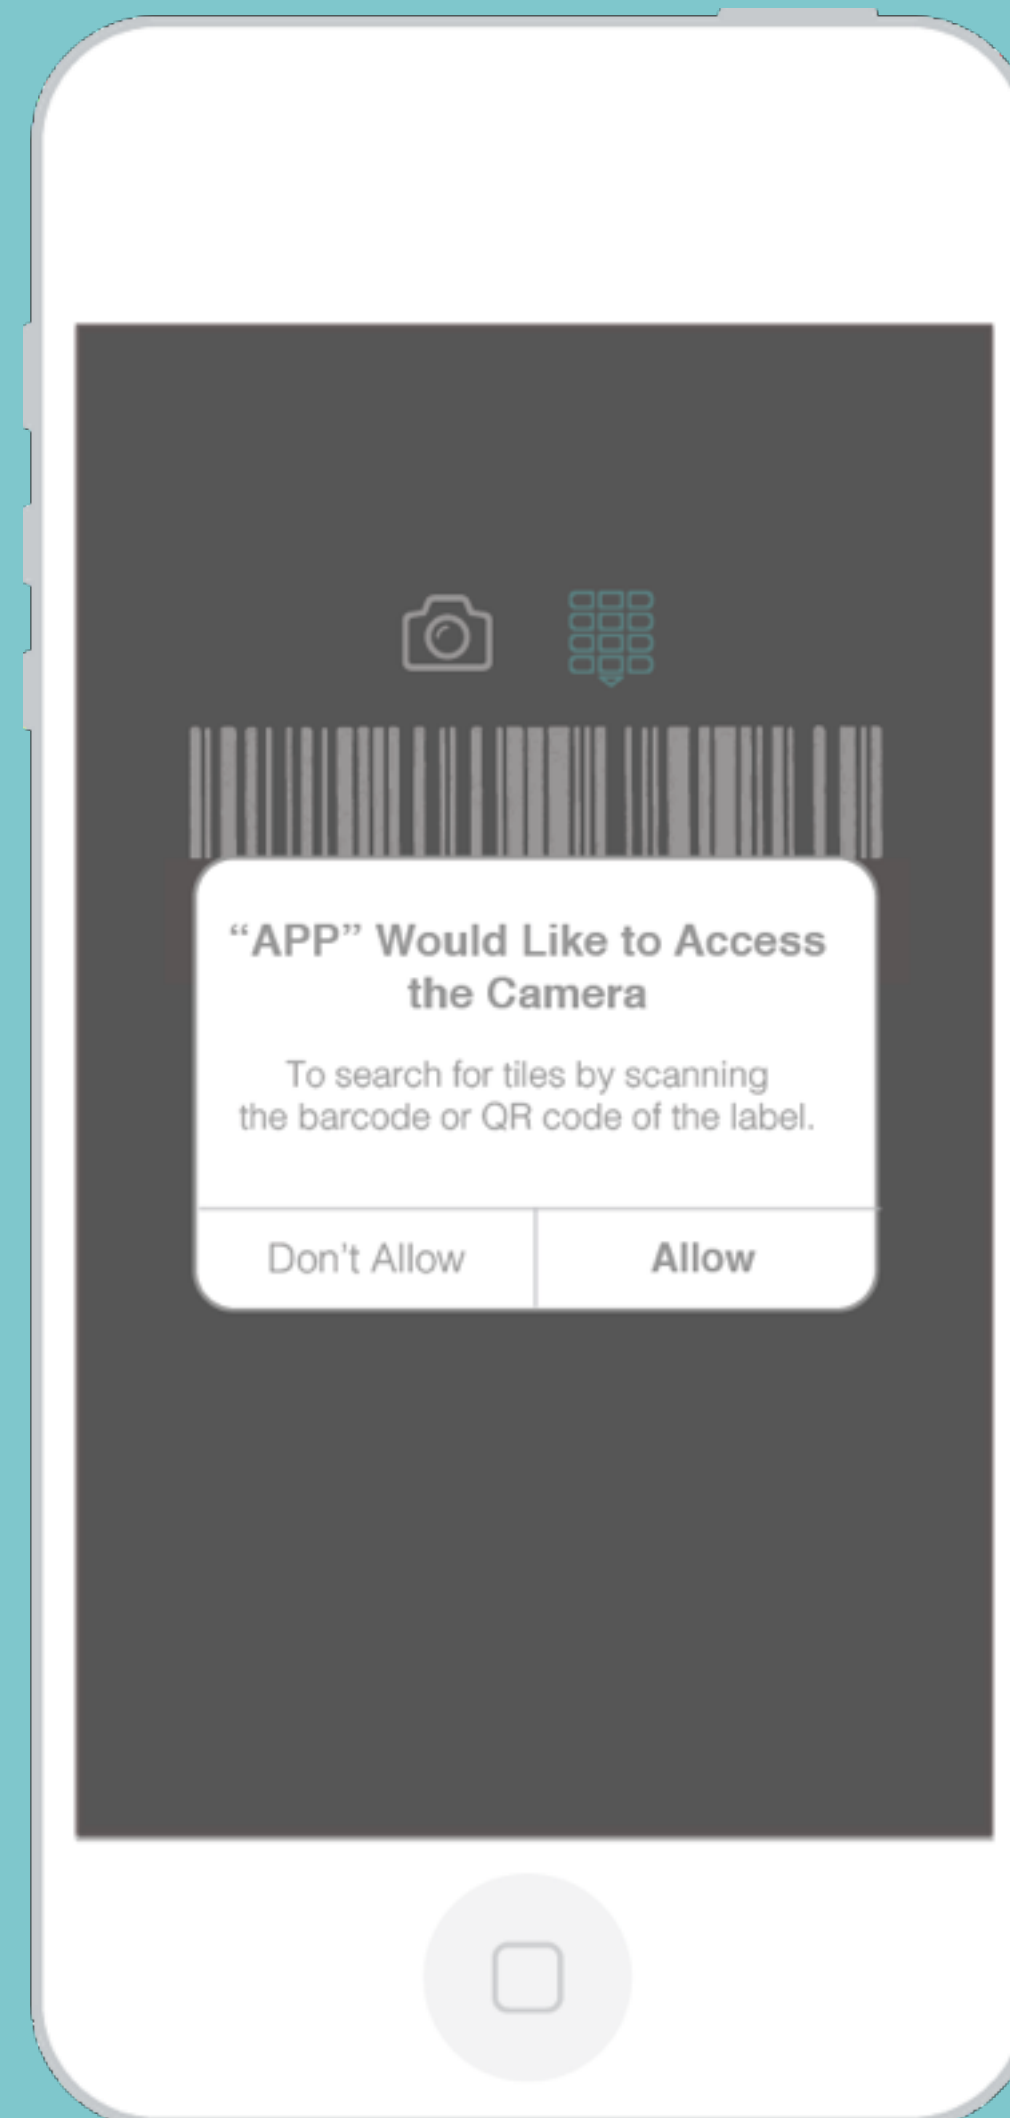 “APP” Would Like to Access
the Camera
To search for tiles by scanning
the barcode or QR code of the label.
Don't Allow
Allow